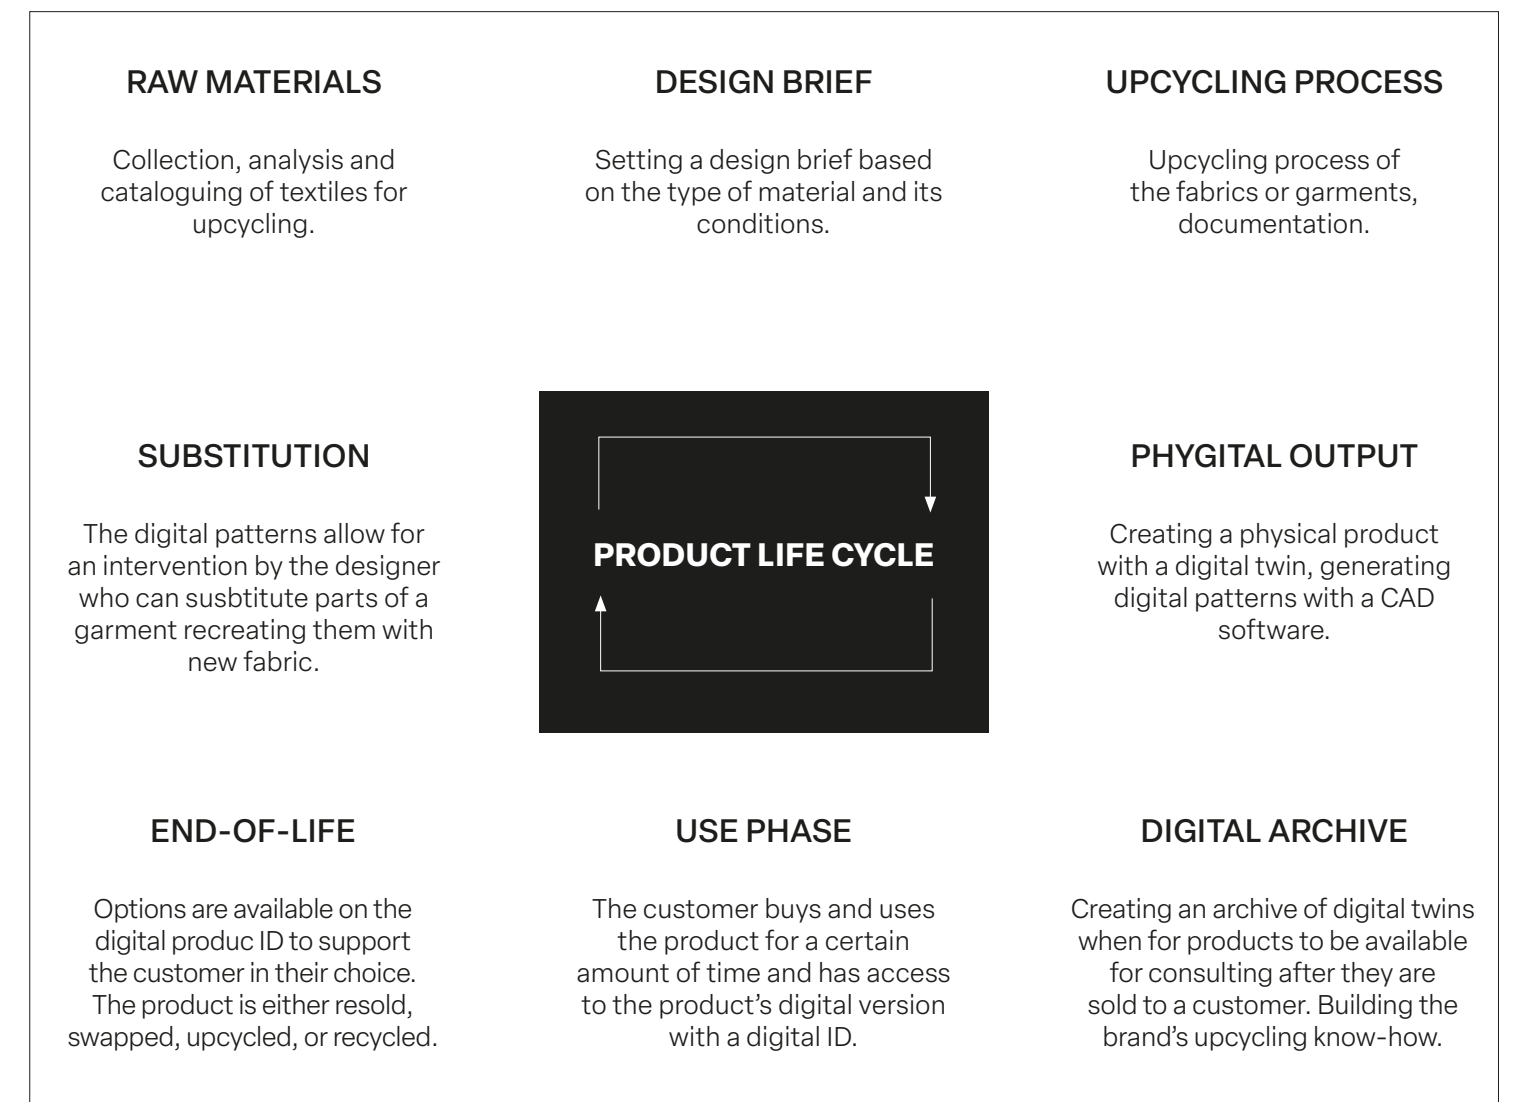 RAW MATERIALS
Collection, analysis and
cataloguing of textiles for
upcycling.
DESIGN BRIEF
Setting a design brief based
on the type of material and its
conditions.
UPCYCLING PROCESS
Upcycling process of
the fabrics or garments,
documentation.
SUBSTITUTION
The digital patterns allow for
an intervention by the designer
who can susbtitute parts of a
garment recreating them with
new fabric.
PRODUCT LIFE CYCLE
PHYGITAL OUTPUT
Creating a physical product
with a digital twin, generating
digital patterns with a CAD
software.
END-OF-LIFE
Options are available on the
digital produc ID to support
the customer in their choice.
The product is either resold,
swapped, upcycled, or recycled.
USE PHASE
The customer buys and uses
the product for a certain
amount of time and has access
to the product’s digital version
with a digital ID.
DIGITAL ARCHIVE
Creating an archive of digital twins
when for products to be available
for consulting after they are
sold to a customer. Building the
brand’s upcycling know-how.